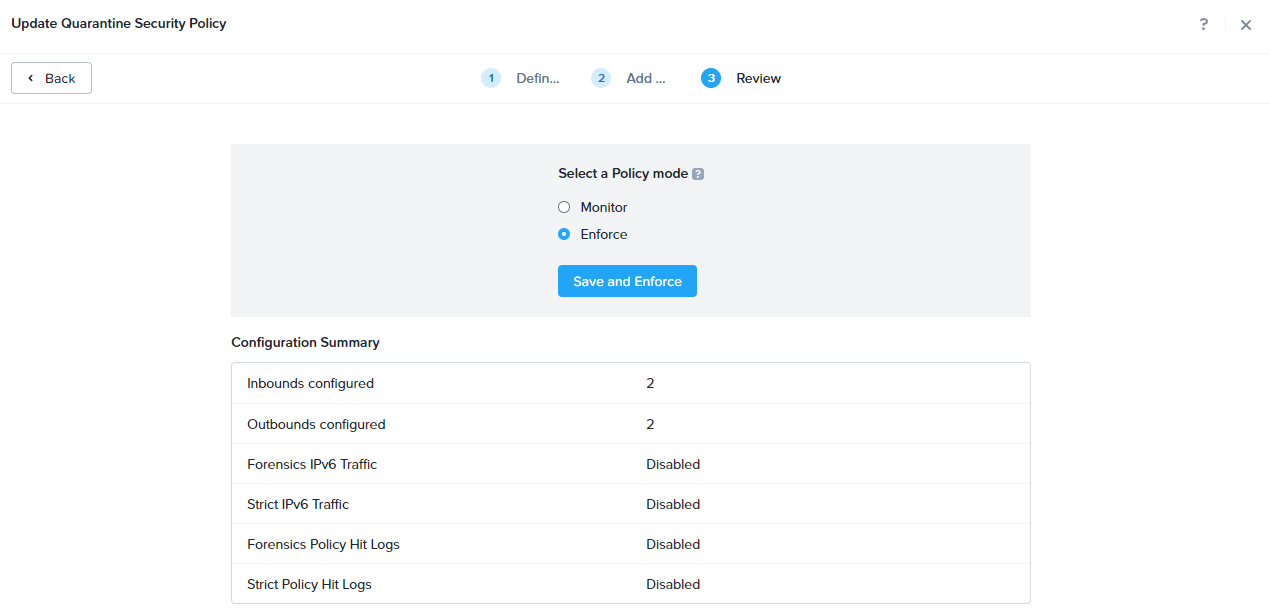 Update Quarantine Security Policy
?
Back
1 Defin...
2 Add ...
3 Review
Select a Policy mode ?
Monitor
Enforce
Save and Enforce
Configuration Summary
Inbounds configured 2
Outbounds configured 2
Forensics IPv6 Traffic Disabled
Strict IPv6 Traffic Disabled
Forensics Policy Hit Logs Disabled
Strict Policy Hit Logs Disabled